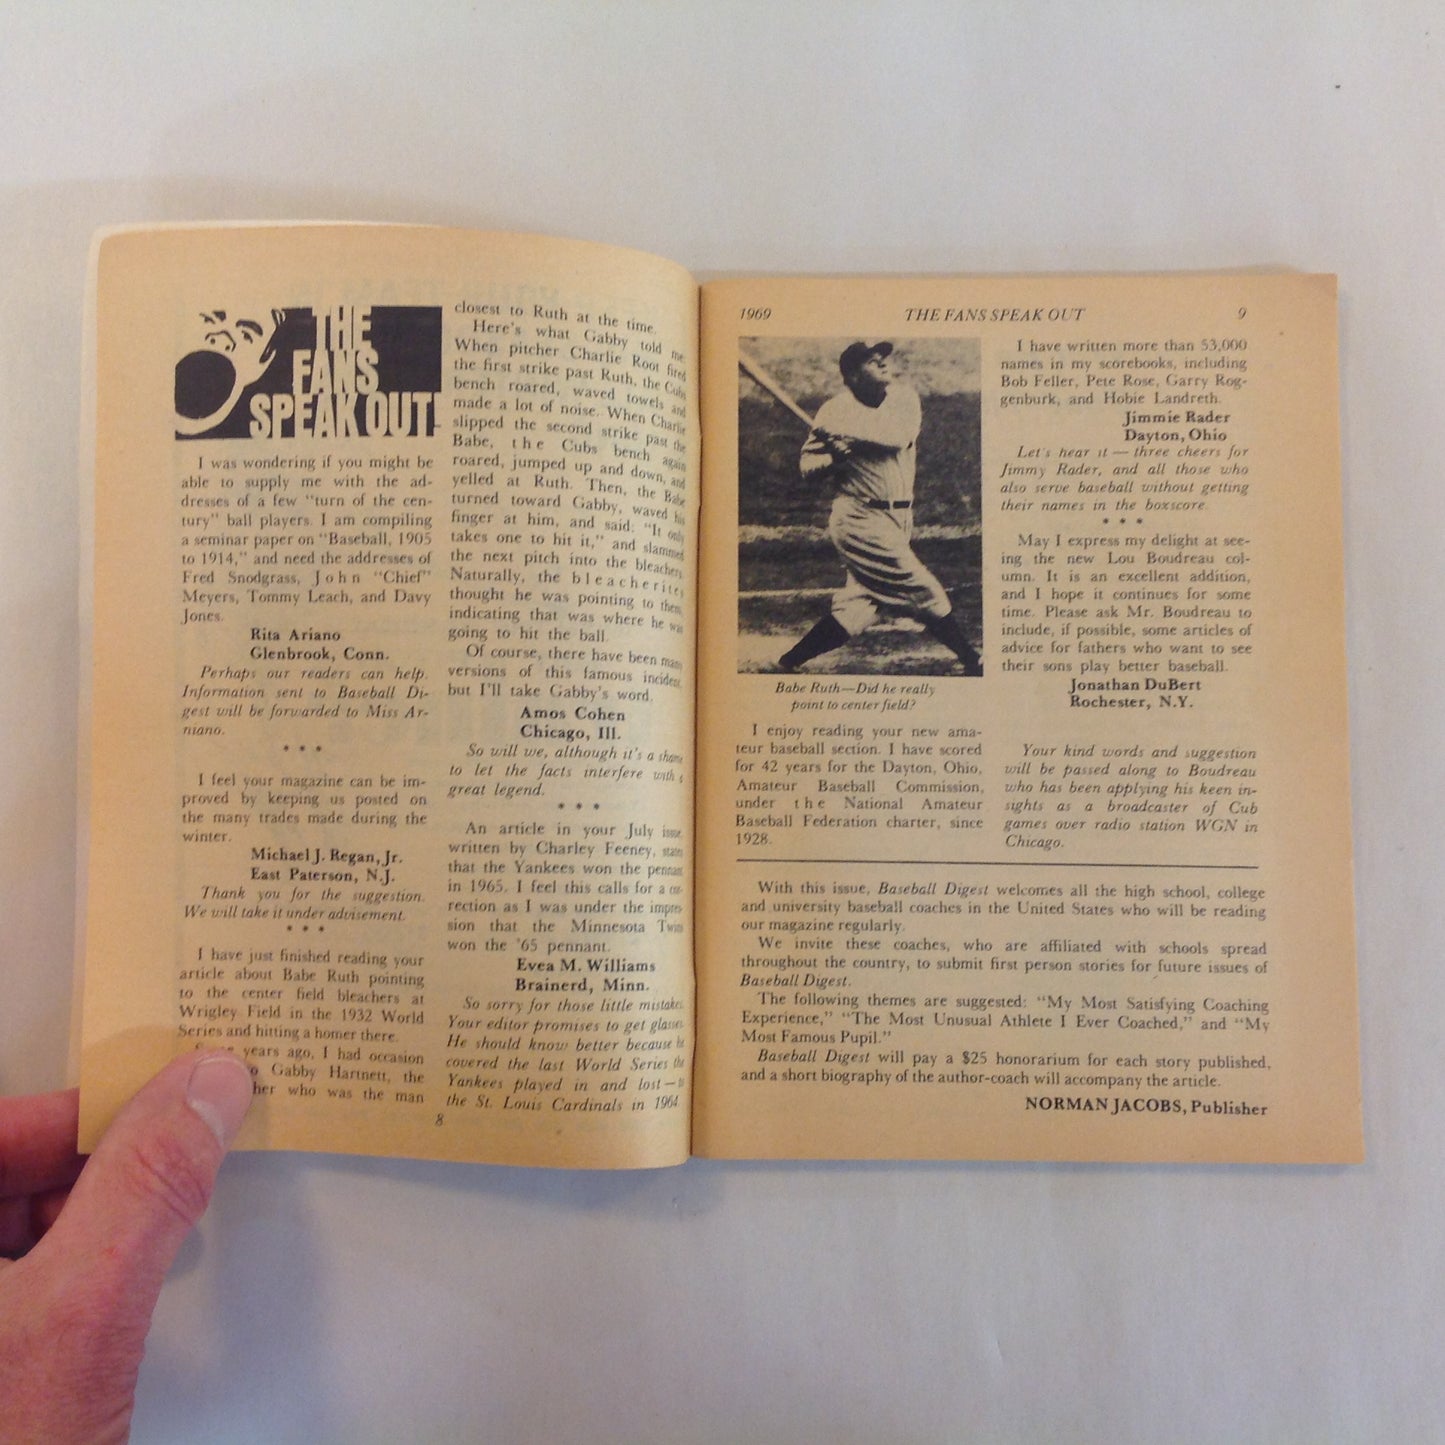 THE
FANS
SPEAK OUT
I was wondering if you might be
able to supply me with the ad-
dresses of a few "turn of the cen-
tury" ball players. I am compiling
a seminar paper on "Baseball, 1905
to 1914," and need the addresses of
Fred Snodgrass, John "Chief"
Meyers, Tommy Leach, and Davy
Jones.
Rita Ariano
Glenbrook, Conn.
Perhaps our readers can help.
Information sent to Baseball Di-
gest will be forwarded to Miss Ar-
niano.
* * *
I feel your magazine can be im-
proved by keeping us posted on
the many trades made during the
winter.
Michael J. Regan, Jr.
East Paterson, N.J.
Thank you for the suggestion.
We will take it under advisement.
* * *
I have just finished reading your
article about Babe Ruth pointing
to the center field bleachers at
Wrigley Field in the 1932 World
Series and hitting a homer there.
years ago, I had occasion
Gabby Hartnett, the
who was the man
closest to Ruth at the time.
Here's what Gabby told me.
When pitcher Charlie Root fired
the first strike past Ruth, the Cubs
bench roared, waved towels and
made a lot of noise. When Charlie
slipped the second strike past the
Babe, the Cubs bench again
roared, jumped up and down, and
yelled at Ruth. Then, the Babe
turned toward Gabby, waved his
finger at him, and said: "It only
takes one to hit it," and slammed
the next pitch into the bleachers.
Naturally, the bleacherites
thought he was pointing to them,
indicating that was where he was
going to hit the ball.
Of course, there have been many
versions of this famous incident,
but I'll take Gabby's word.
Amos Cohen
Chicago, Ill.
So will we, although it's a shame
to let the facts interfere with a
great legend.
* * *
An article in your July issue,
written by Charley Feeney, states
that the Yankees won the pennant
in 1965. I feel this calls for a cor-
rection as I was under the impres-
sion that the Minnesota Twins
won the '65 pennant.
Evea M. Williams
Brainerd, Minn.
So sorry for those little mistakes.
Your editor promises to get glasses.
He should know better because he
covered the last World Series the
Yankees played in and lost—to
the St. Louis Cardinals in 1964.
8
1969 THE FANS SPEAK OUT 9
Babe Ruth—Did he really
point to center field?
I enjoy reading your new ama-
teur baseball section. I have scored
for 42 years for the Dayton, Ohio,
Amateur Baseball Commission,
under the National Amateur
Baseball Federation charter, since
1928.
I have written more than 53,000
names in my scorebooks, including
Bob Feller, Pete Rose, Garry Rog-
genburk, and Hobie Landreth.
Jimmie Rader
Dayton, Ohio
Let's hear it — three cheers for
Jimmy Rader, and all those who
also serve baseball without getting
their names in the boxscore.
* * *
May I express my delight at see-
ing the new Lou Boudreau col-
umn. It is an excellent addition,
and I hope it continues for some
time. Please ask Mr. Boudreau to
include, if possible, some articles of
advice for fathers who want to see
their sons play better baseball.
Jonathan DuBert
Rochester, N.Y.
Your kind words and suggestion
will be passed along to Boudreau
who has been applying his keen in-
sights as a broadcaster of Cub
games over radio station WGN in
Chicago.
With this issue, Baseball Digest welcomes all the high school, college
and university baseball coaches in the United States who will be reading
our magazine regularly.
We invite these coaches, who are affiliated with schools spread
throughout the country, to submit first person stories for future issues of
Baseball Digest.
The following themes are suggested: "My Most Satisfying Coaching
Experience," "The Most Unusual Athlete I Ever Coached," and "My
Most Famous Pupil."
Baseball Digest will pay a $25 honorarium for each story published,
and a short biography of the author-coach will accompany the article.
NORMAN JACOBS, Publisher